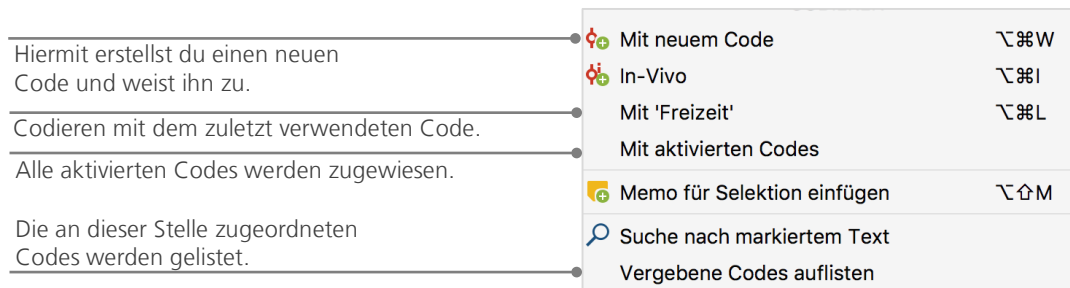 Hiermit erstellst du einen neuen
Code und weist ihn zu.
Codieren mit dem zuletzt verwendeten Code.
Alle aktivierten Codes werden zugewiesen.
Die an dieser Stelle zugeordneten
Codes werden gelistet.
Mit neuem Code ⌥⌘W
In-Vivo ⌥⌘I
Mit 'Freizeit' ⌥⌘L
Mit aktivierten Codes
Memo für Selektion einfügen ⌥⇧M
Suche nach markiertem Text
Vergebene Codes auflisten